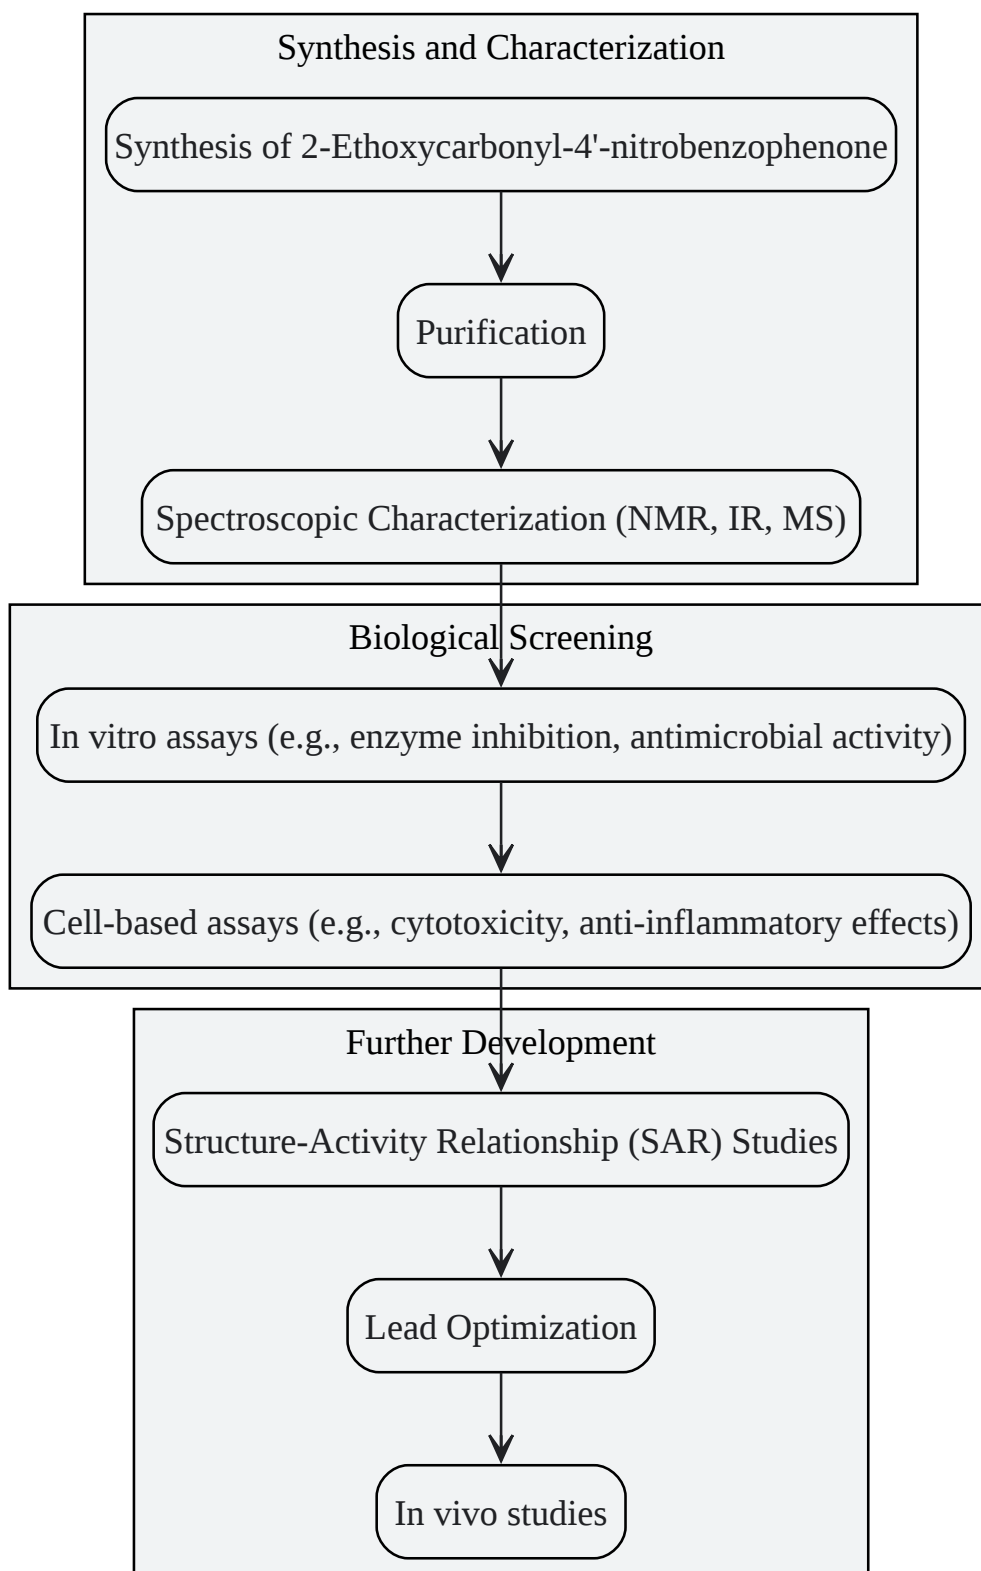 Synthesis and Characterization
Synthesis of 2-Ethoxycarbonyl-4'-nitrobenzophenone
Purification
Spectroscopic Characterization (NMR, IR, MS)
Biological Screening
In vitro assays (e.g., enzyme inhibition, antimicrobial activity)
Cell-based assays (e.g., cytotoxicity, anti-inflammatory effects)
Further Development
Structure-Activity Relationship (SAR) Studies
Lead Optimization
In vivo studies